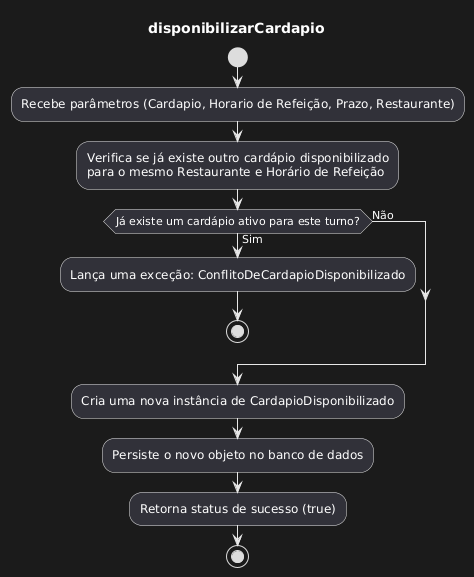 disponibilizarCardapio
Recebe parâmetros (Cardapio, Horario de Refeição, Prazo, Restaurante)
Verifica se já existe outro cardápio disponibilizado
para o mesmo Restaurante e Horário de Refeição
Já existe um cardápio ativo para este turno?
Não
Sim
Lança uma exceção: ConflitoDeCardapioDisponibilizado
Cria uma nova instância de CardapioDisponibilizado
Persiste o novo objeto no banco de dados
Retorna status de sucesso (true)